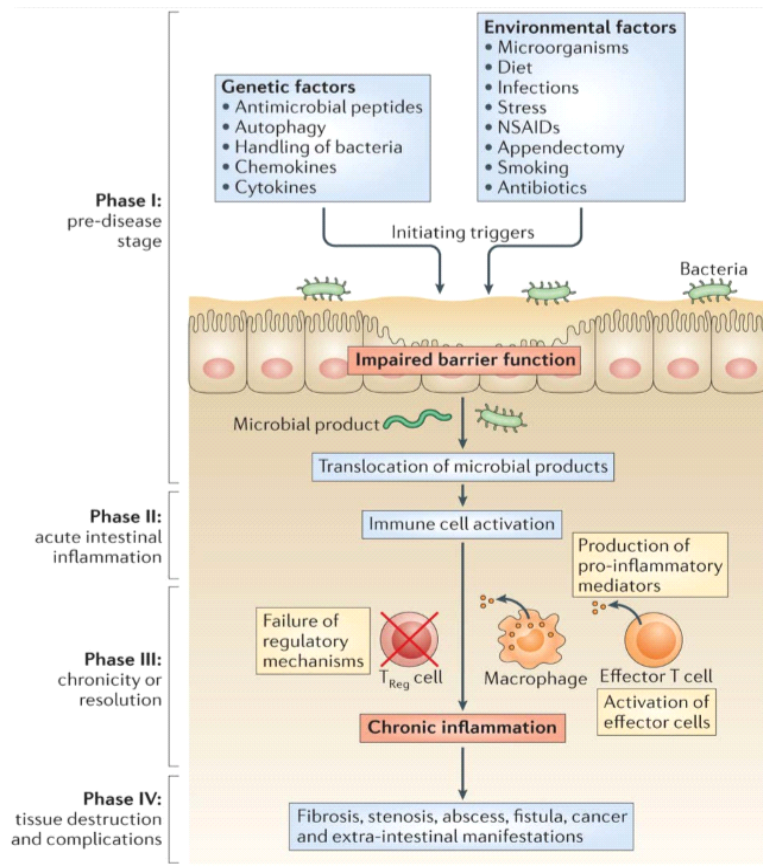 Environmental factors
• Microorganisms
• Diet
• Infections
• Stress
• NSAIDs
• Appendectomy
• Smoking
• Antibiotics
Genetic factors
• Antimicrobial peptides
• Autophagy
• Handling of bacteria
• Chemokines
• Cytokines
Phase I:
pre-disease
stage
Initiating triggers
Bacteria
Impaired barrier function
Microbial product
Translocation of microbial products
Phase II:
acute intestinal
inflammation
Immune cell activation
Production of
pro-inflammatory
mediators
Phase III:
chronicity or
resolution
Failure of
regulatory
mechanisms
TReg cell
Macrophage
Effector T cell
Activation of
effector cells
Chronic inflammation
Phase IV:
tissue destruction
and complications
Fibrosis, stenosis, abscess, fistula, cancer
and extra-intestinal manifestations